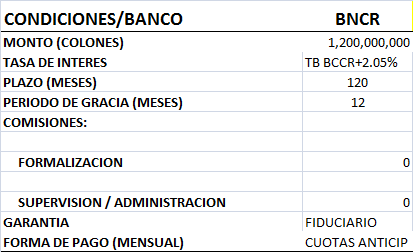 CONDICIONES/BANCO BNCR
MONTO (COLONES) 1,200,000,000
TASA DE INTERES TB BCCR+2.05%
PLAZO (MESES) 120
PERIODO DE GRACIA (MESES) 12
COMISIONES:
FORMALIZACION 0
SUPERVISION / ADMINISTRACION 0
GARANTIA FIDUCIARIO
FORMA DE PAGO (MENSUAL) CUOTAS ANTICIP